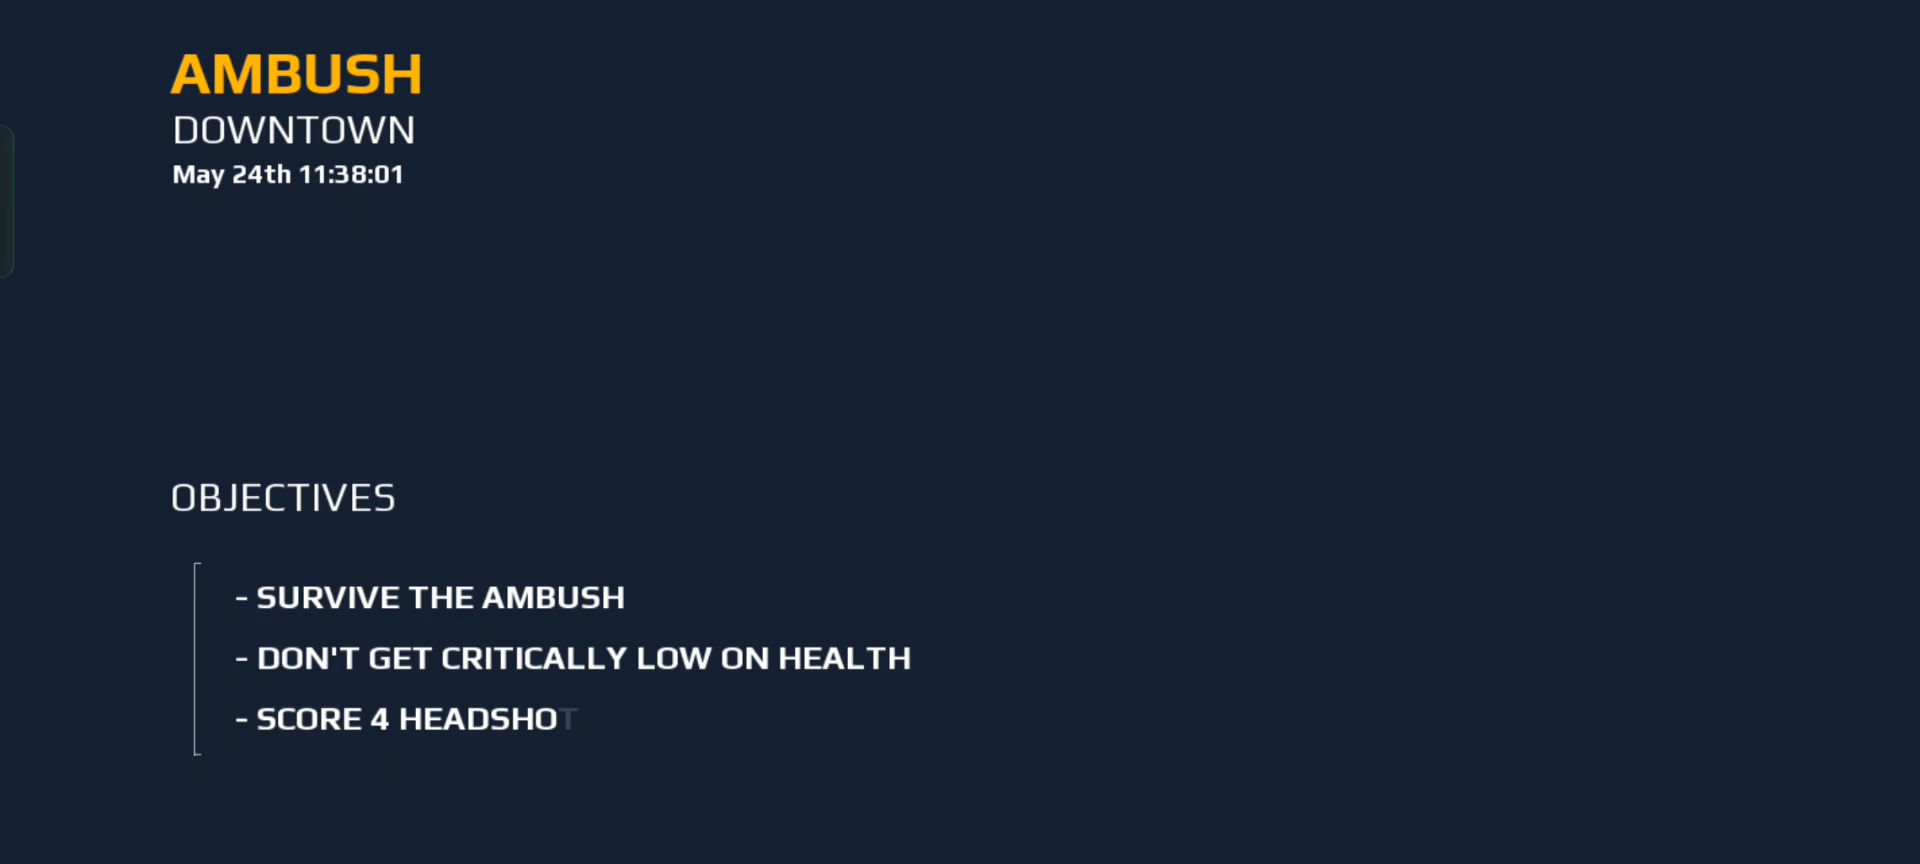 AMBUSH
DOWNTOWN
May 24th 11:38:01
OBJECTIVES
- SURVIVE THE AMBUSH
- DON'T GET CRITICALLY LOW ON HEALTH
- SCORE 4 HEADSHOT